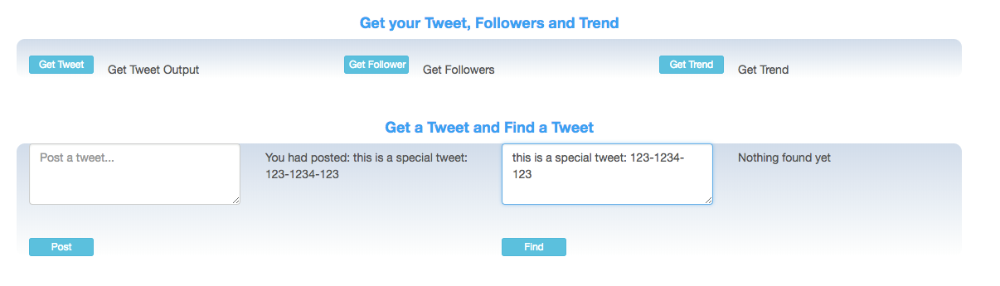 Get your Tweet, Followers and Trend
Get Tweet
Get Tweet Output
Get Follower
Get Followers
Get Trend
Get Trend
Get a Tweet and Find a Tweet
Post a tweet...
You had posted: this is a special tweet:
123-1234-123
this is a special tweet: 123-1234-
123
Nothing found yet
Post
Find